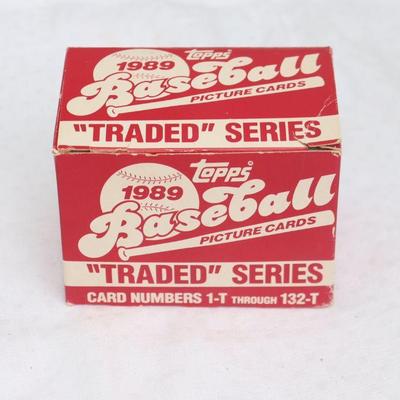 TOPPS
1989
Baseball
PICTURE CARDS
"TRADED" SERIES
TOPPS
1989
Baseball
PICTURE CARDS
"TRADED" SERIES
CARD NUMBERS 1-T THROUGH 132-T